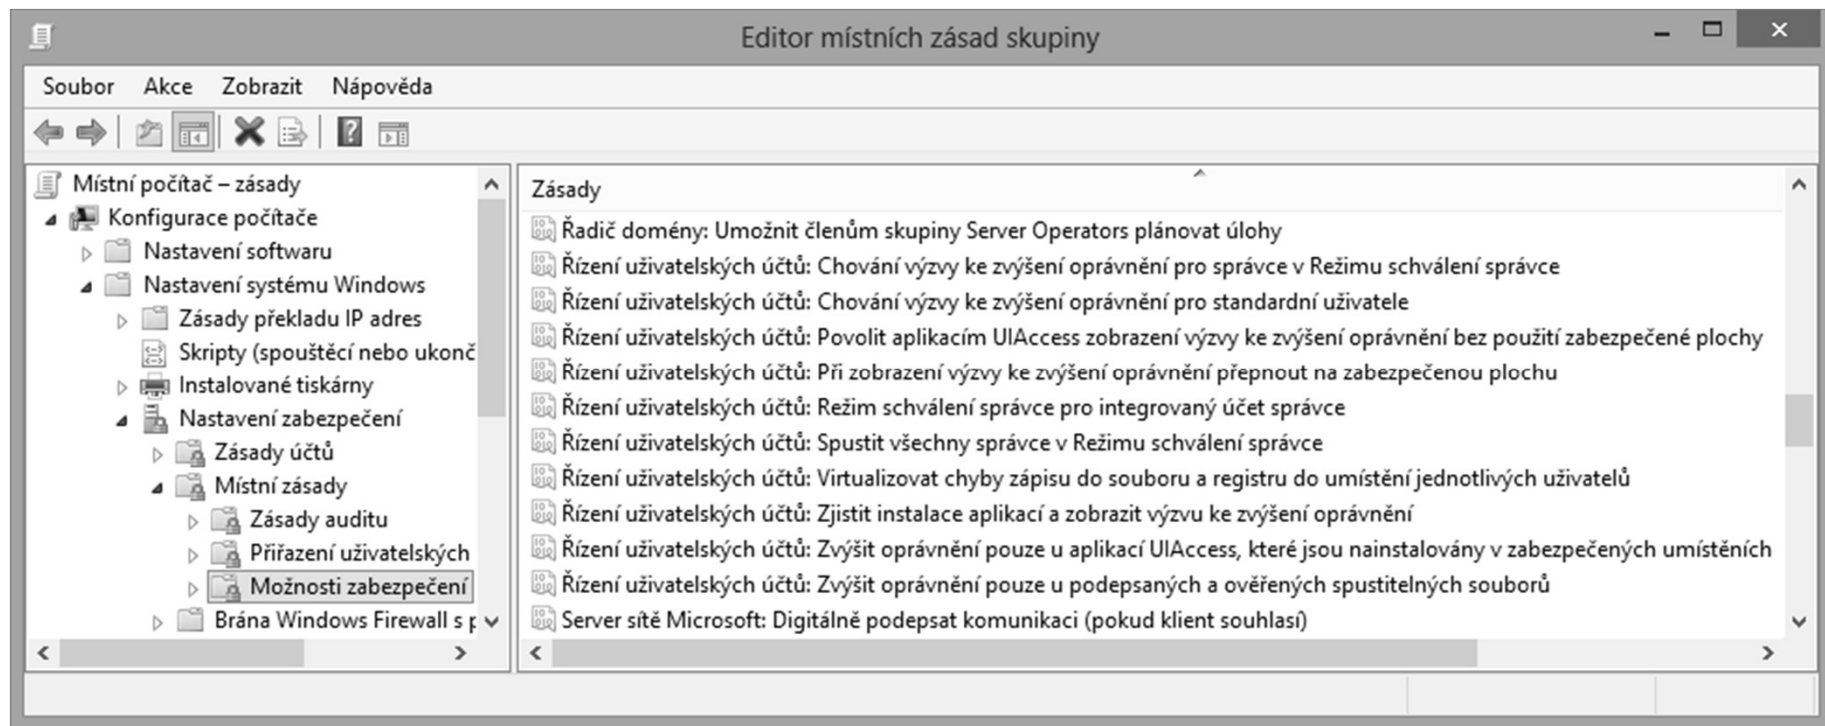 Editor místních zásad skupiny
Soubor Akce Zobrazit Nápověda
Místní počítač – zásady
Konfigurace počítače
Nastavení softwaru
Nastavení systému Windows
Zásady překladu IP adres
Skripty (spouštěcí nebo ukonč
Instalované tiskárny
Nastavení zabezpečení
Zásady účtů
Místní zásady
Zásady auditu
Přiřazení uživatelských
Možnosti zabezpečení
Brána Windows Firewall s p
Zásady
Řadič domény: Umožnit členům skupiny Server Operators plánovat úlohy
Řízení uživatelských účtů: Chování výzvy ke zvýšení oprávnění pro správce v Režimu schválení správce
Řízení uživatelských účtů: Chování výzvy ke zvýšení oprávnění pro standardní uživatele
Řízení uživatelských účtů: Povolit aplikacím UIAccess zobrazení výzvy ke zvýšení oprávnění bez použití zabezpečené plochy
Řízení uživatelských účtů: Při zobrazení výzvy ke zvýšení oprávnění přepnout na zabezpečenou plochu
Řízení uživatelských účtů: Režim schválení správce pro integrovaný účet správce
Řízení uživatelských účtů: Spustit všechny správce v Režimu schválení správce
Řízení uživatelských účtů: Virtualizovat chyby zápisu do souboru a registru do umístění jednotlivých uživatelů
Řízení uživatelských účtů: Zjistit instalace aplikací a zobrazit výzvu ke zvýšení oprávnění
Řízení uživatelských účtů: Zvýšit oprávnění pouze u aplikací UIAccess, které jsou nainstalovány v zabezpečených umístěních
Řízení uživatelských účtů: Zvýšit oprávnění pouze u podepsaných a ověřených spustitelných souborů
Server sítě Microsoft: Digitálně podepsat komunikaci (pokud klient souhlasí)